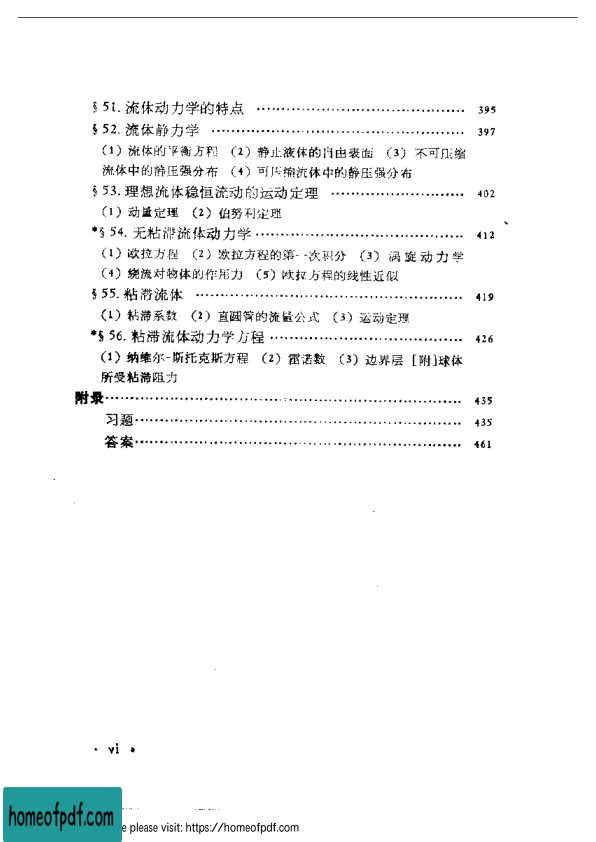 §51. 流体动力学的特点 …… 395
§52. 流体静力学 …… 397
(1) 流体的平衡方程 (2) 静止液体的自由表面 (3) 不可压缩
流体中的静压强分布 (4) 可压缩流体中的静压强分布
§53. 理想流体稳恒流动的运动定理 …… 402
(1) 动量定理 (2) 伯努利定理
*§54. 无粘滞流体动力学 …… 412
(1) 欧拉方程 (2) 欧拉方程的第一次积分 (3) 涡旋动力学
(4) 绕流对物体的作用力 (5) 欧拉方程的线性近似
§55. 粘滞流体 …… 419
(1) 粘滞系数 (2) 直圆管的流量公式 (3) 运动定理
*§56. 粘滞流体动力学方程 …… 426
(1) 纳维尔-斯托克斯方程 (2) 雷诺数 (3) 边界层 [附]球体
所受粘滞阻力
附录 …… 435
习题 …… 435
答案 …… 461
· vi ·
homeofpdf.com
please visit: https://homeofpdf.com